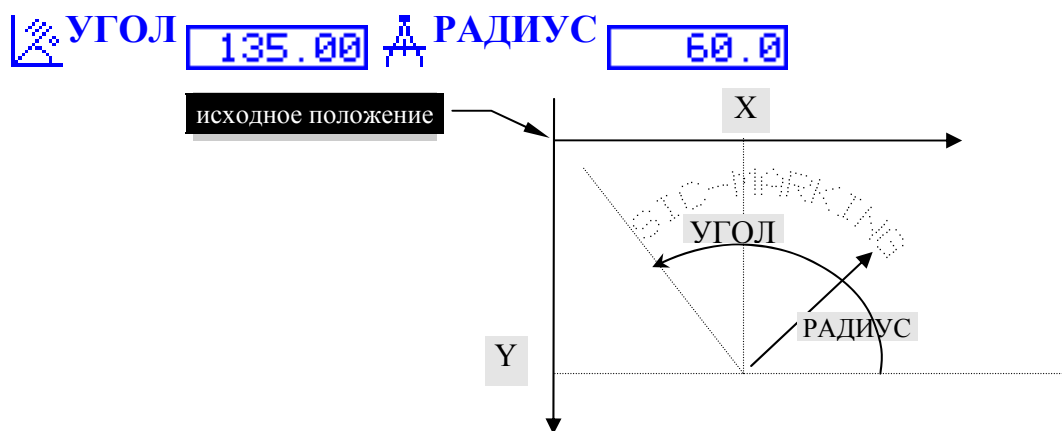 УГОЛ 135.00 РАДИУС 60.0
исходное положение
X
SIC-MARKING
УГОЛ
РАДИУС
Y